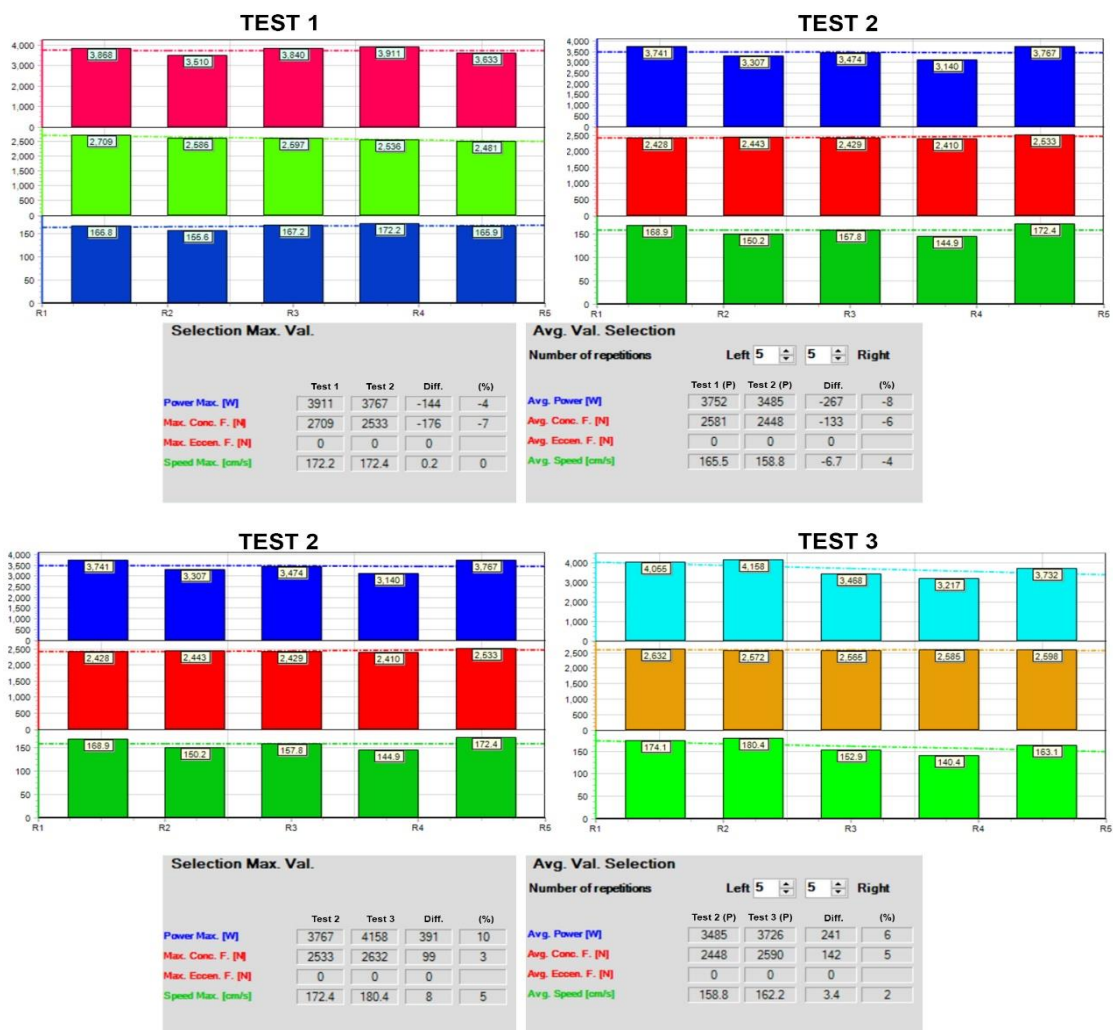 TEST 1
4,000
3,000
2,000
1,000
0
3,868 3,510 3,840 3,911 3,633
2,500
2,000
1,500
1,000
500
0
2,709 2,586 2,597 2,536 2,481
150
100
50
0
166.8 155.6 167.2 172.2 165.9
R1 R2 R3 R4 R5
TEST 2
4,000
3,500
3,000
2,500
2,000
1,500
1,000
500
0
3,741 3,307 3,474 3,140 3,767
2,500
2,000
1,500
1,000
500
0
2,428 2,443 2,429 2,410 2,533
150
100
50
0
168.9 150.2 157.8 144.9 172.4
R1 R2 R3 R4 R5
Selection Max. Val.
Test 1 Test 2 Diff. (%)
Power Max. [W] 3911 3767 -144 -4
Max. Conc. F. [N] 2709 2533 -176 -7
Max. Eccen. F. [N] 0 0 0
Speed Max. [cm/s] 172.2 172.4 0.2 0
Avg. Val. Selection
Number of repetitions Left 5 5 Right
Test 1 (P) Test 2 (P) Diff. (%)
Avg. Power [W] 3752 3485 -267 -8
Avg. Conc. F. [N] 2581 2448 -133 -6
Avg. Eccen. F. [N] 0 0 0
Avg. Speed [cm/s] 165.5 158.8 -6.7 -4
TEST 2
4,000
3,500
3,000
2,500
2,000
1,500
1,000
500
0
3,741 3,307 3,474 3,140 3,767
2,500
2,000
1,500
1,000
500
0
2,428 2,443 2,429 2,410 2,533
150
100
50
0
168.9 150.2 157.8 144.9 172.4
R1 R2 R3 R4 R5
TEST 3
4,000
3,000
2,000
1,000
0
4,055 4,158 3,468 3,217 3,732
2,500
2,000
1,500
1,000
500
0
2,632 2,572 2,565 2,585 2,598
150
100
50
0
174.1 180.4 152.9 140.4 163.1
R1 R2 R3 R4 R5
Selection Max. Val.
Test 2 Test 3 Diff. (%)
Power Max. [W] 3767 4158 391 10
Max. Conc. F. [N] 2533 2632 99 3
Max. Eccen. F. [N] 0 0 0
Speed Max. [cm/s] 172.4 180.4 8 5
Avg. Val. Selection
Number of repetitions Left 5 5 Right
Test 2 (P) Test 3 (P) Diff. (%)
Avg. Power [W] 3485 3726 241 6
Avg. Conc. F. [N] 2448 2590 142 5
Avg. Eccen. F. [N] 0 0 0
Avg. Speed [cm/s] 158.8 162.2 3.4 2